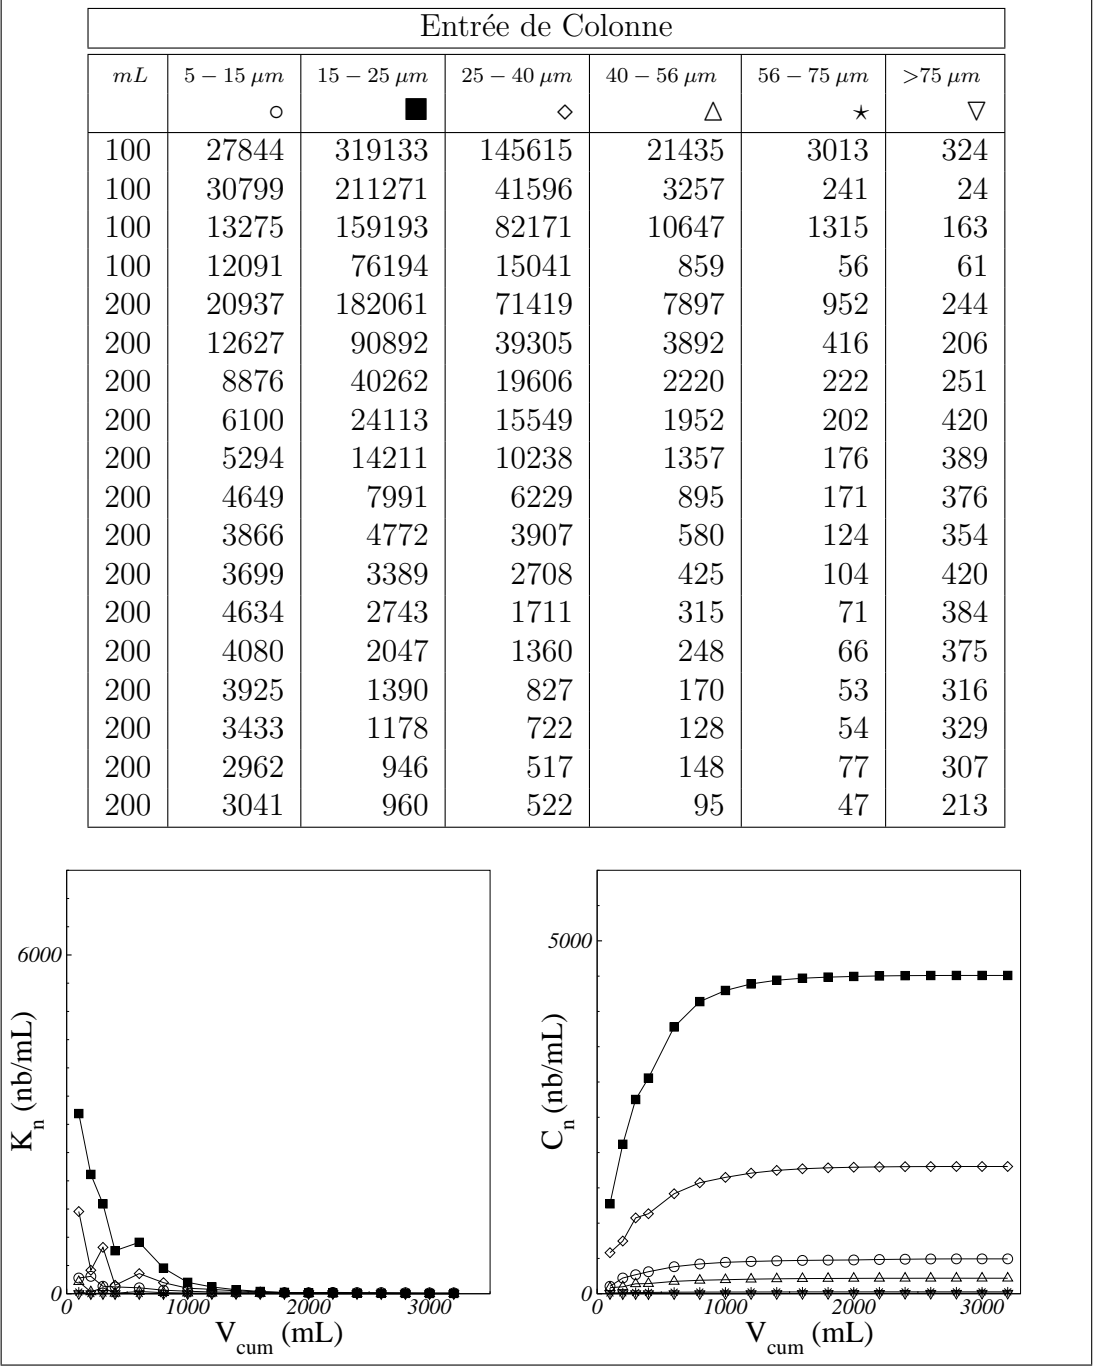 Entrée de Colonne
mL 5 – 15 μm 15 – 25 μm 25 – 40 μm 40 – 56 μm 56 – 75 μm >75 μm
○ ■ ◇ △ ⋆ ▽
100 27844 319133 145615 21435 3013 324
100 30799 211271 41596 3257 241 24
100 13275 159193 82171 10647 1315 163
100 12091 76194 15041 859 56 61
200 20937 182061 71419 7897 952 244
200 12627 90892 39305 3892 416 206
200 8876 40262 19606 2220 222 251
200 6100 24113 15549 1952 202 420
200 5294 14211 10238 1357 176 389
200 4649 7991 6229 895 171 376
200 3866 4772 3907 580 124 354
200 3699 3389 2708 425 104 420
200 4634 2743 1711 315 71 384
200 4080 2047 1360 248 66 375
200 3925 1390 827 170 53 316
200 3433 1178 722 128 54 329
200 2962 946 517 148 77 307
200 3041 960 522 95 47 213
6000
0
K_n (nb/mL)
0 1000 2000 3000
V_cum (mL)
5000
0
C_n (nb/mL)
0 1000 2000 3000
V_cum (mL)